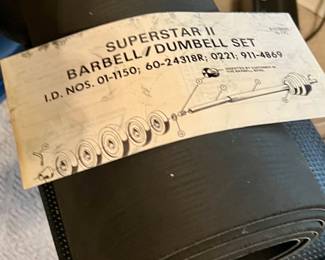 SUPERSTAR II
BARBELL/DUMBELL SET
I.D. NOS. 01-1150; 60-24318R; 0221; 911-4869